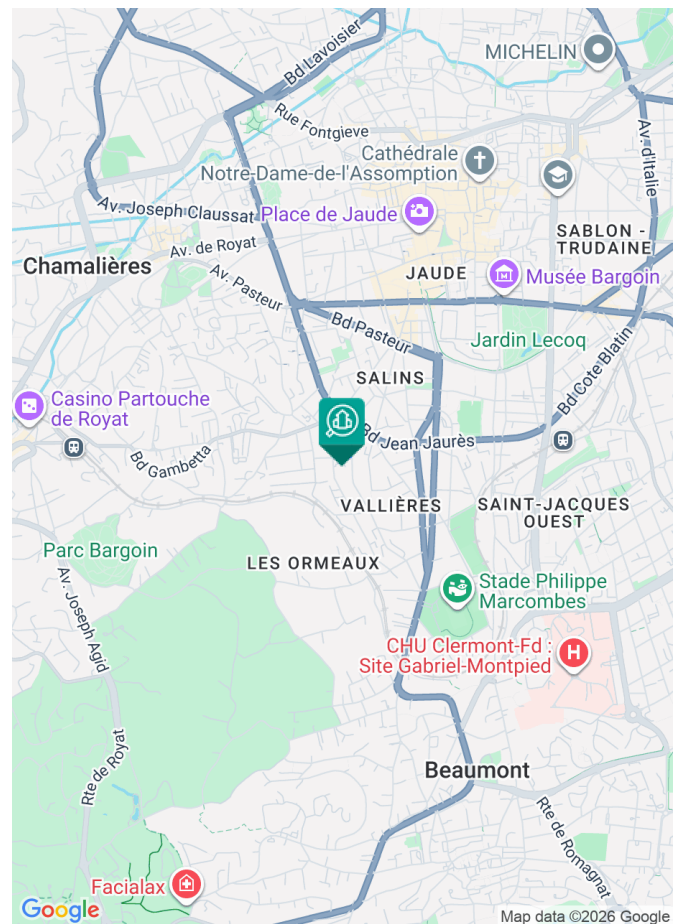 MICHELIN
Bd Lavoisier
Rue Fontgieve
Av. d'Italie
Cathédrale
Notre-Dame-de-l'Assomption
Av. Joseph Claussat
Place de Jaude
SABLON -
TRUDAINE
Av. de Royat
Chamalières
JAUDE
Musée Bargoin
Av. Pasteur
Bd Pasteur
Jardin Lecoq
SALINS
Bd Cote Blatin
Casino Partouche
de Royat
Bd Jean Jaurès
Bd Gambetta
VALLIÈRES
SAINT-JACQUES
OUEST
Parc Bargoin
LES ORMEAUX
Stade Philippe
Marcombes
Av. Joseph Agid
CHU Clermont-Fd :
Site Gabriel-Montpied
H
Rte de Royat
Beaumont
Rte de Romagnat
Facialax
Google
Map data ©2026 Google